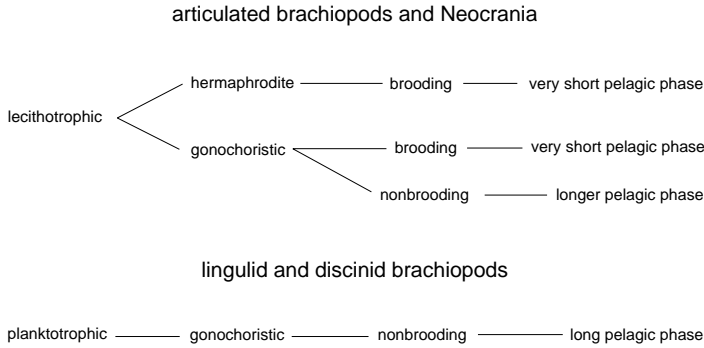 articulated brachiopods and Neocrania
hermaphrodite brooding very short pelagic phase
lecithotrophic
gonochoristic brooding very short pelagic phase
nonbrooding longer pelagic phase
lingulid and discinid brachiopods
planktotrophic gonochoristic nonbrooding long pelagic phase